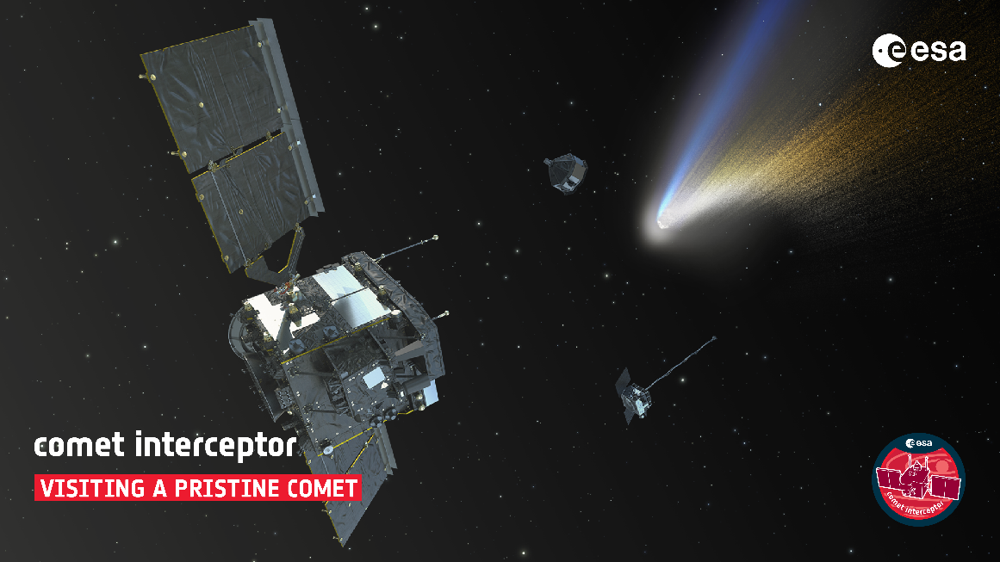 esa
comet interceptor
VISITING A PRISTINE COMET
esa
comet interceptor